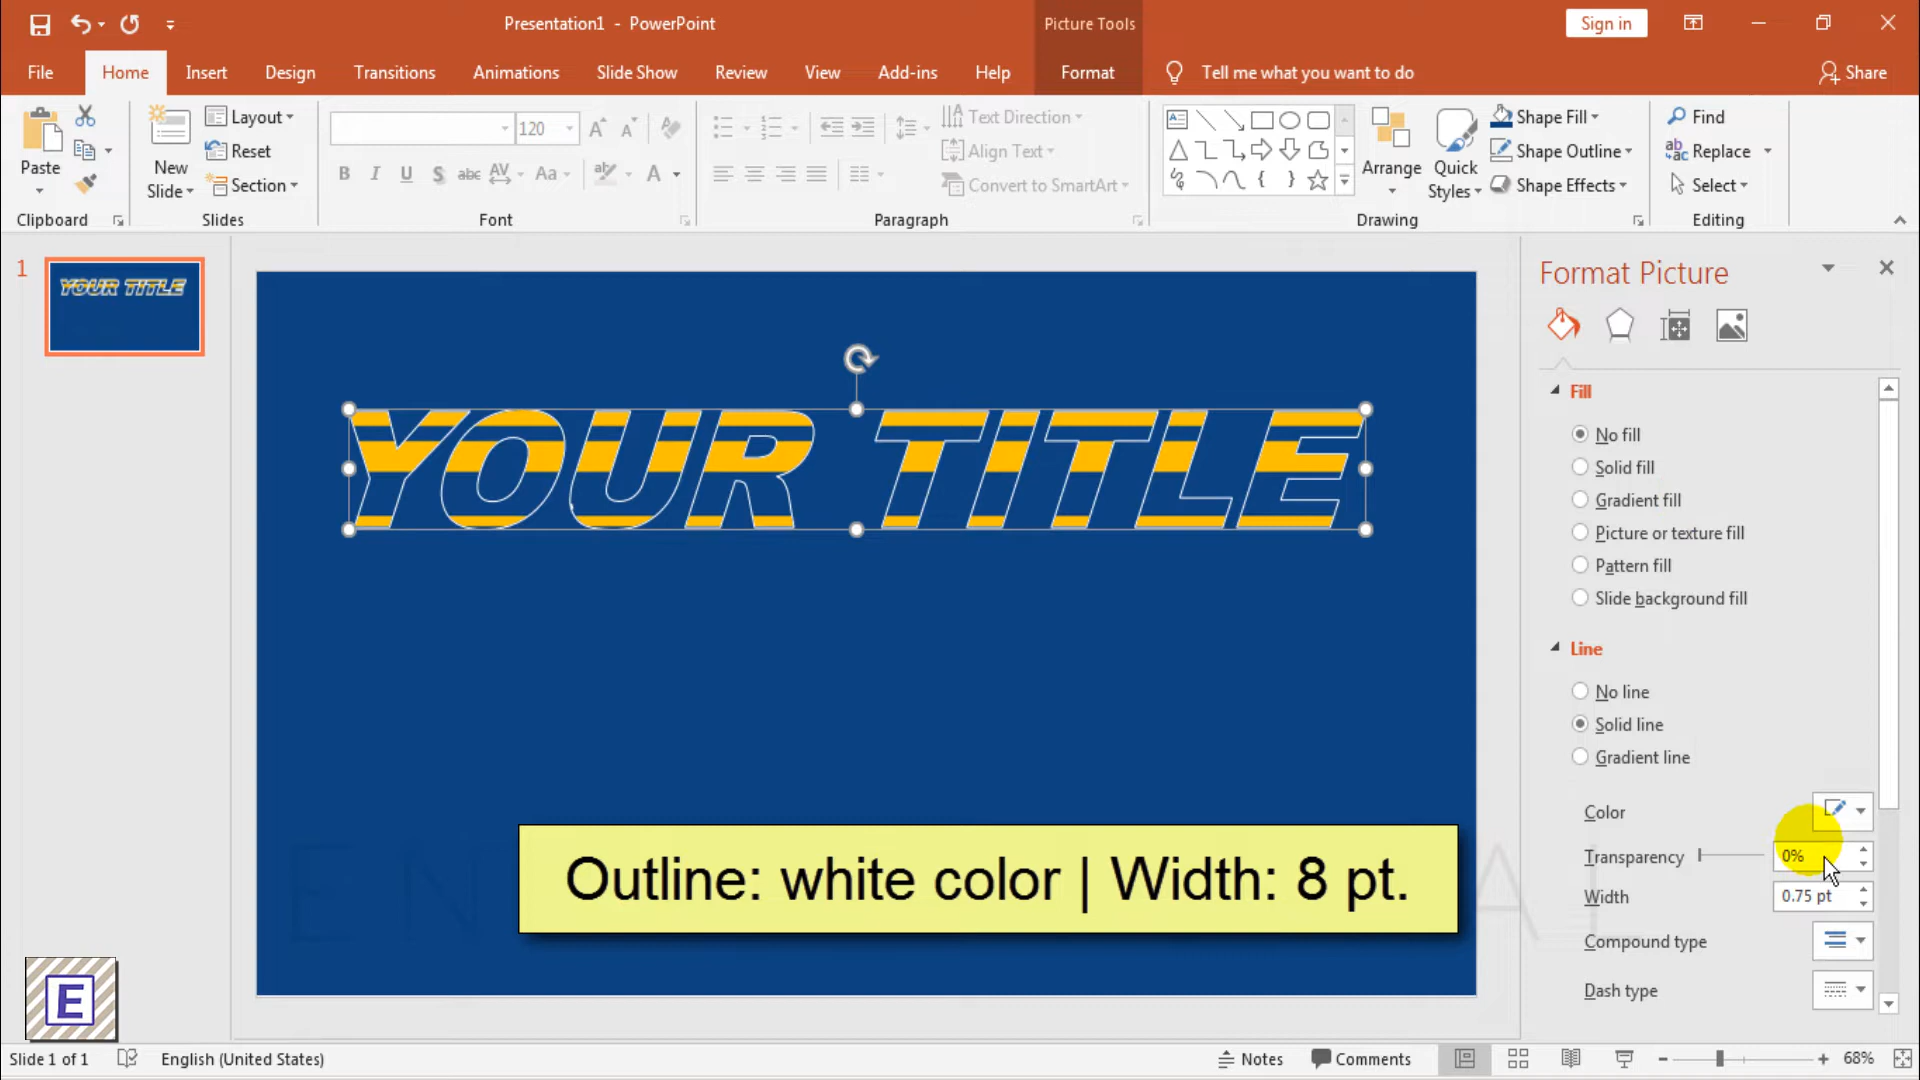 Presentation1 - PowerPoint
Picture Tools
Sign in
File
Home
Insert
Design
Transitions
Animations
Slide Show
Review
View
Add-ins
Help
Format
Tell me what you want to do
Share
Paste
Clipboard
New
Slide
Layout
Reset
Section
Slides
120
B I U S abc AV Aa A
Font
Text Direction
Align Text
Convert to SmartArt
Paragraph
Arrange
Quick
Styles
Shape Fill
Shape Outline
Shape Effects
Drawing
Find
Replace
Select
Editing
1
YOUR TITLE
YOUR TITLE
Outline: white color | Width: 8 pt.
E
Format Picture
Fill
No fill
Solid fill
Gradient fill
Picture or texture fill
Pattern fill
Slide background fill
Line
No line
Solid line
Gradient line
Color
Transparency
0%
Width
0.75 pt
Compound type
Dash type
Slide 1 of 1
English (United States)
Notes
Comments
68%